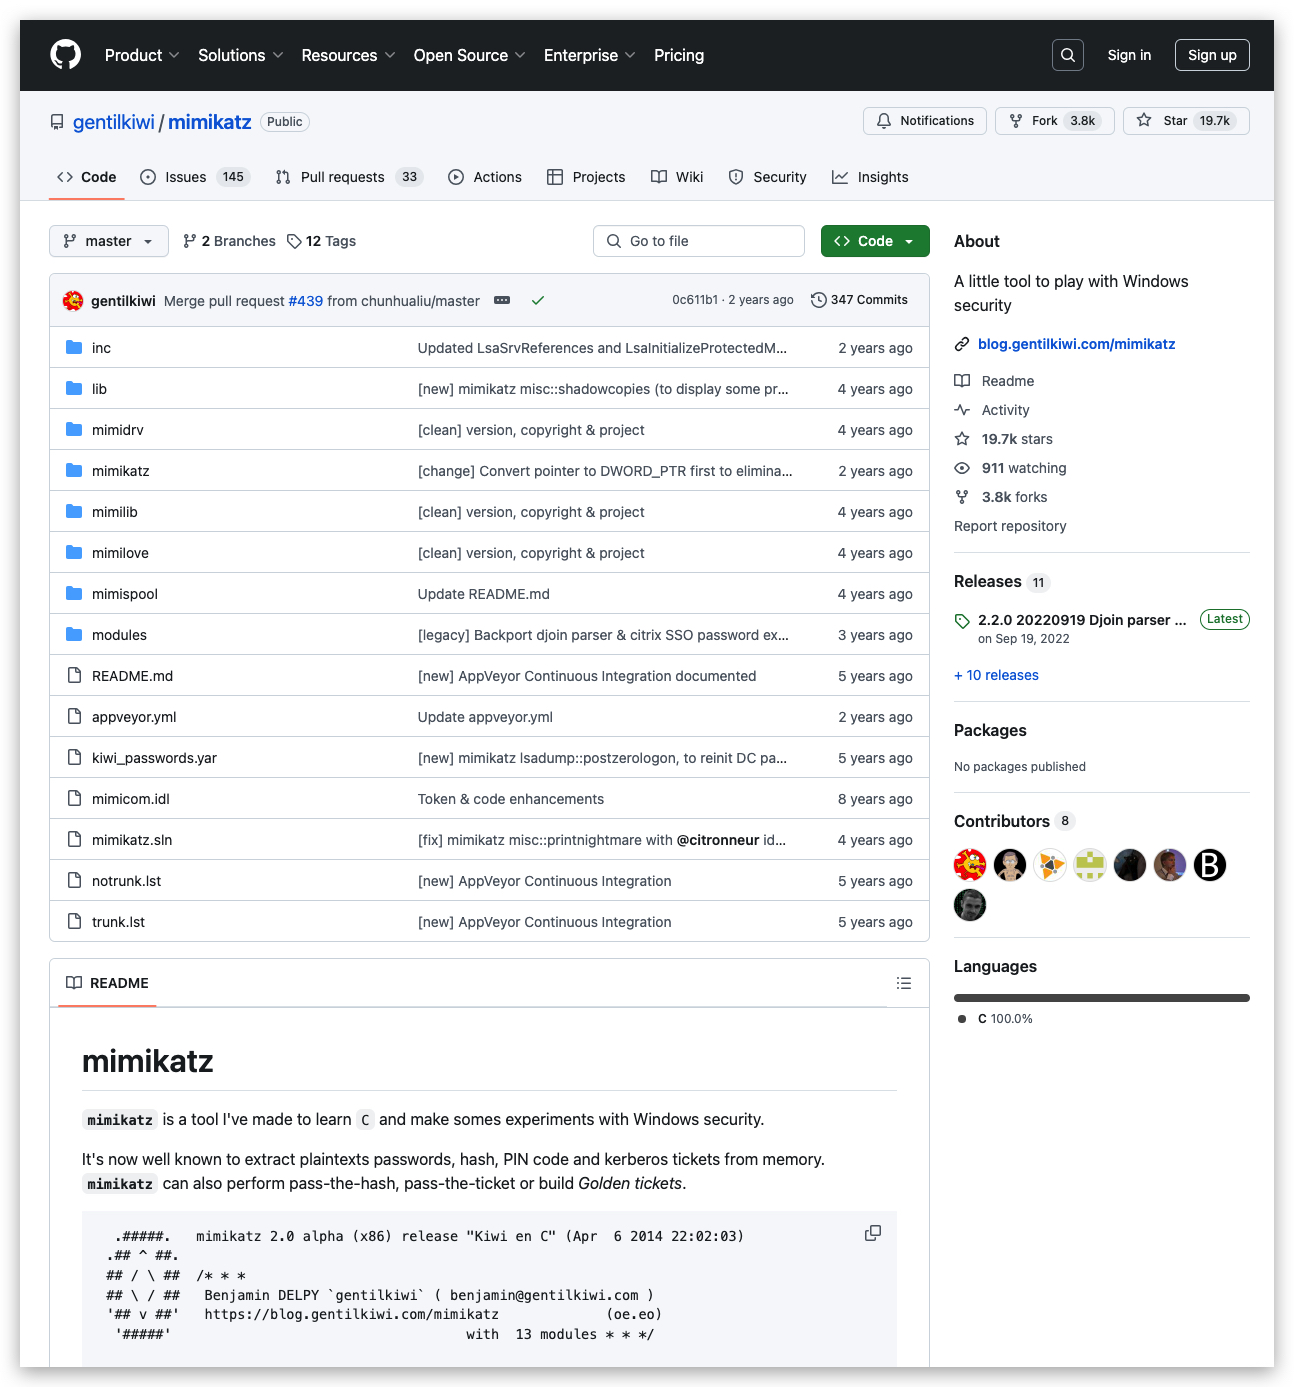 Product Solutions Resources Open Source Enterprise Pricing Sign in Sign up
gentilkiwi / mimikatz Public Notifications Fork 3.8k Star 19.7k
Code Issues 145 Pull requests 33 Actions Projects Wiki Security Insights
master 2 Branches 12 Tags Go to file Code
gentilkiwi Merge pull request #439 from chunhualiu/master 0c611b1 · 2 years ago 347 Commits
inc Updated LsaSrvReferences and LsaInitializeProtectedM... 2 years ago
lib [new] mimikatz misc::shadowcopies (to display some pr... 4 years ago
mimidrv [clean] version, copyright & project 4 years ago
mimikatz [change] Convert pointer to DWORD_PTR first to elimina... 2 years ago
mimilib [clean] version, copyright & project 4 years ago
mimilove [clean] version, copyright & project 4 years ago
mimispool Update README.md 4 years ago
modules [legacy] Backport djoin parser & citrix SSO password ex... 3 years ago
README.md [new] AppVeyor Continuous Integration documented 5 years ago
appveyor.yml Update appveyor.yml 2 years ago
kiwi_passwords.yar [new] mimikatz lsadump::postzerologon, to reinit DC pa... 5 years ago
mimicom.idl Token & code enhancements 8 years ago
mimikatz.sln [fix] mimikatz misc::printnightmare with @citronneur id... 4 years ago
notrunk.lst [new] AppVeyor Continuous Integration 5 years ago
trunk.lst [new] AppVeyor Continuous Integration 5 years ago
README
mimikatz
mimikatz is a tool I've made to learn C and make somes experiments with Windows security.
It's now well known to extract plaintexts passwords, hash, PIN code and kerberos tickets from memory.
mimikatz can also perform pass-the-hash, pass-the-ticket or build Golden tickets.
  .#####.   mimikatz 2.0 alpha (x86) release "Kiwi en C" (Apr  6 2014 22:02:03)
 .## ^ ##.
 ## / \ ##  /* * *
 ## \ / ##   Benjamin DELPY `gentilkiwi` ( benjamin@gentilkiwi.com )
 '## v ##'   https://blog.gentilkiwi.com/mimikatz             (oe.eo)
  '#####'                                    with  13 modules * * */
About
A little tool to play with Windows
security
blog.gentilkiwi.com/mimikatz
Readme
Activity
19.7k stars
911 watching
3.8k forks
Report repository
Releases 11
2.2.0 20220919 Djoin parser ... Latest
on Sep 19, 2022
+ 10 releases
Packages
No packages published
Contributors 8
B
Languages
C 100.0%